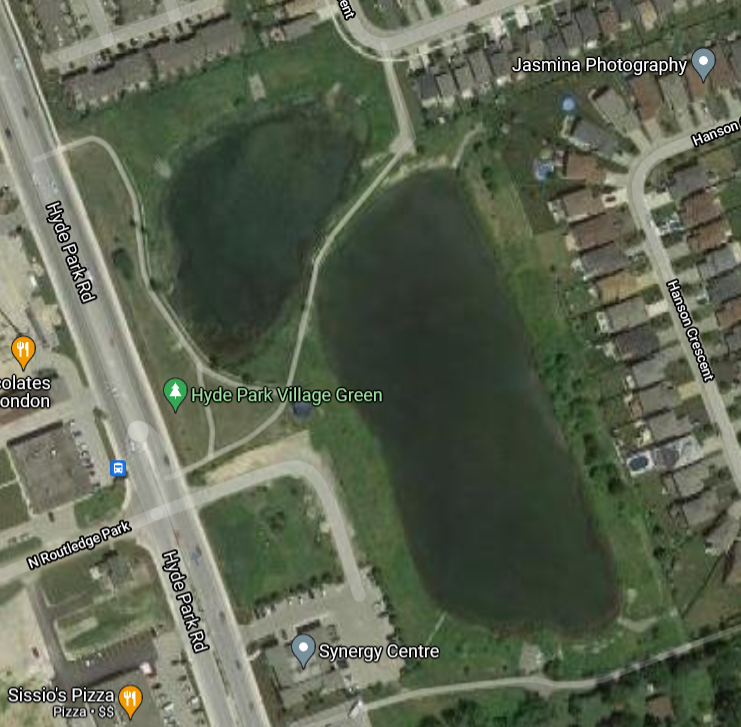 ent
Jasmina Photography
Hanson C
Hyde Park Rd
Hanson Crescent
colates
ondon
Hyde Park Village Green
N Routledge Park
Hyde Park Rd
Synergy Centre
Sissio's Pizza
Pizza • $$